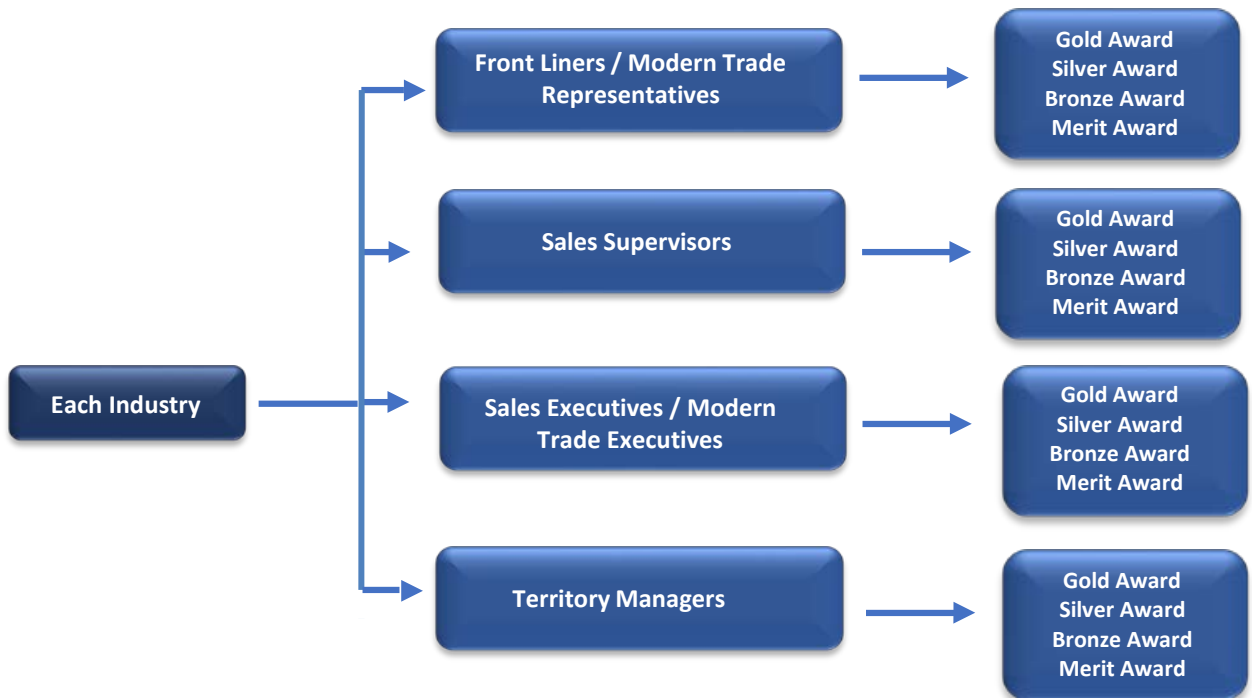 Front Liners / Modern Trade
Representatives
Gold Award
Silver Award
Bronze Award
Merit Award
Sales Supervisors
Gold Award
Silver Award
Bronze Award
Merit Award
Each Industry
Sales Executives / Modern
Trade Executives
Gold Award
Silver Award
Bronze Award
Merit Award
Territory Managers
Gold Award
Silver Award
Bronze Award
Merit Award